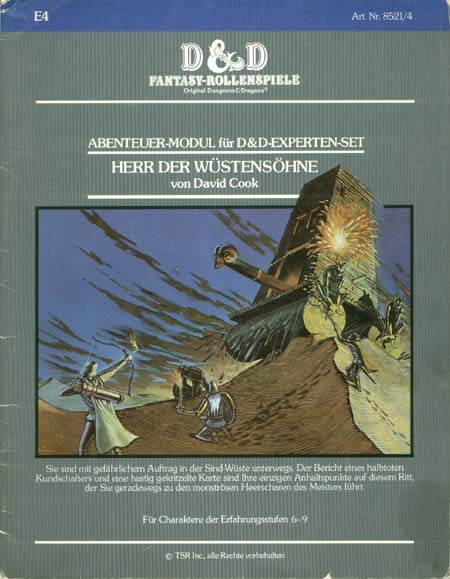 E4
Art. Nr. 8521/4
D&D
FANTASY-ROLLENSPIELE
Original Dungeons & Dragons®
ABENTEUER-MODUL für D&D-EXPERTEN-SET
HERR DER WÜSTENSÖHNE
von David Cook
Sie sind mit gefährlichem Auftrag in der Sind-Wüste unterwegs. Der Bericht eines halbtoten
Kundschafters und eine hastig gekritzelte Karte sind Ihre einzigen Anhaltspunkte auf diesem Ritt,
der Sie geradewegs zu den monströsen Heerscharen des Meisters führt.
Für Charaktere der Erfahrungsstufen 6–9
© TSR Inc., alle Rechte vorbehalten